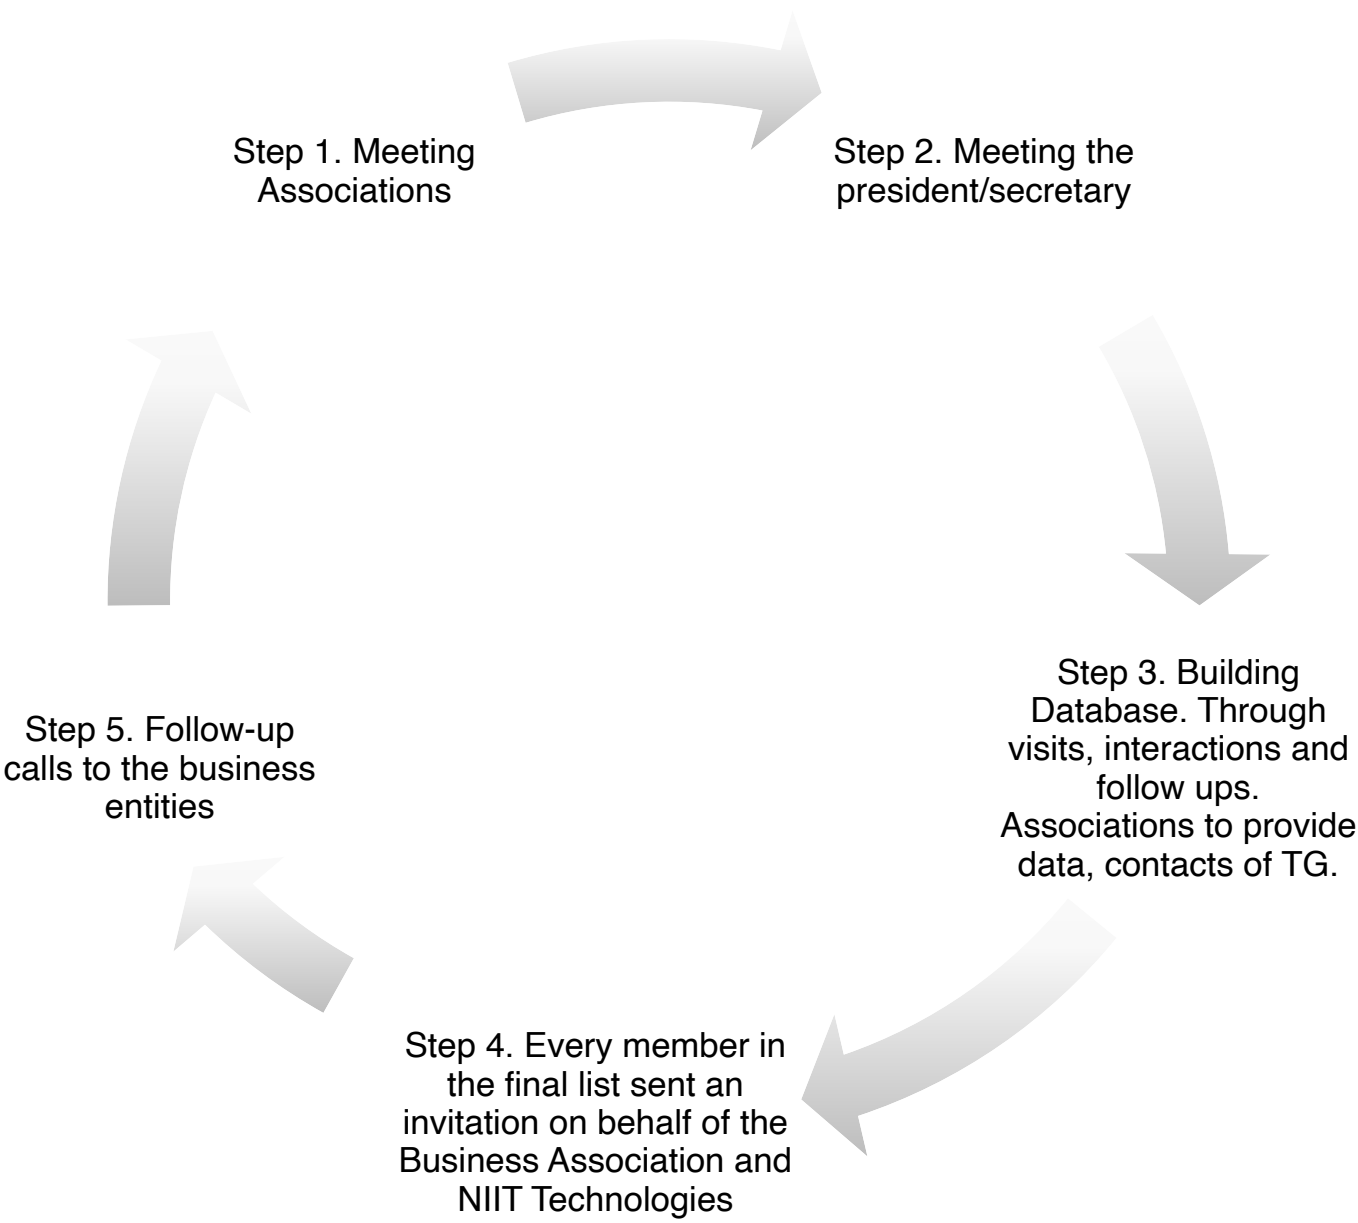 Step 1. Meeting
Associations
Step 2. Meeting the
president/secretary
Step 3. Building
Database. Through
visits, interactions and
follow ups.
Associations to provide
data, contacts of TG.
Step 4. Every member in
the final list sent an
invitation on behalf of the
Business Association and
NIIT Technologies
Step 5. Follow-up
calls to the business
entities